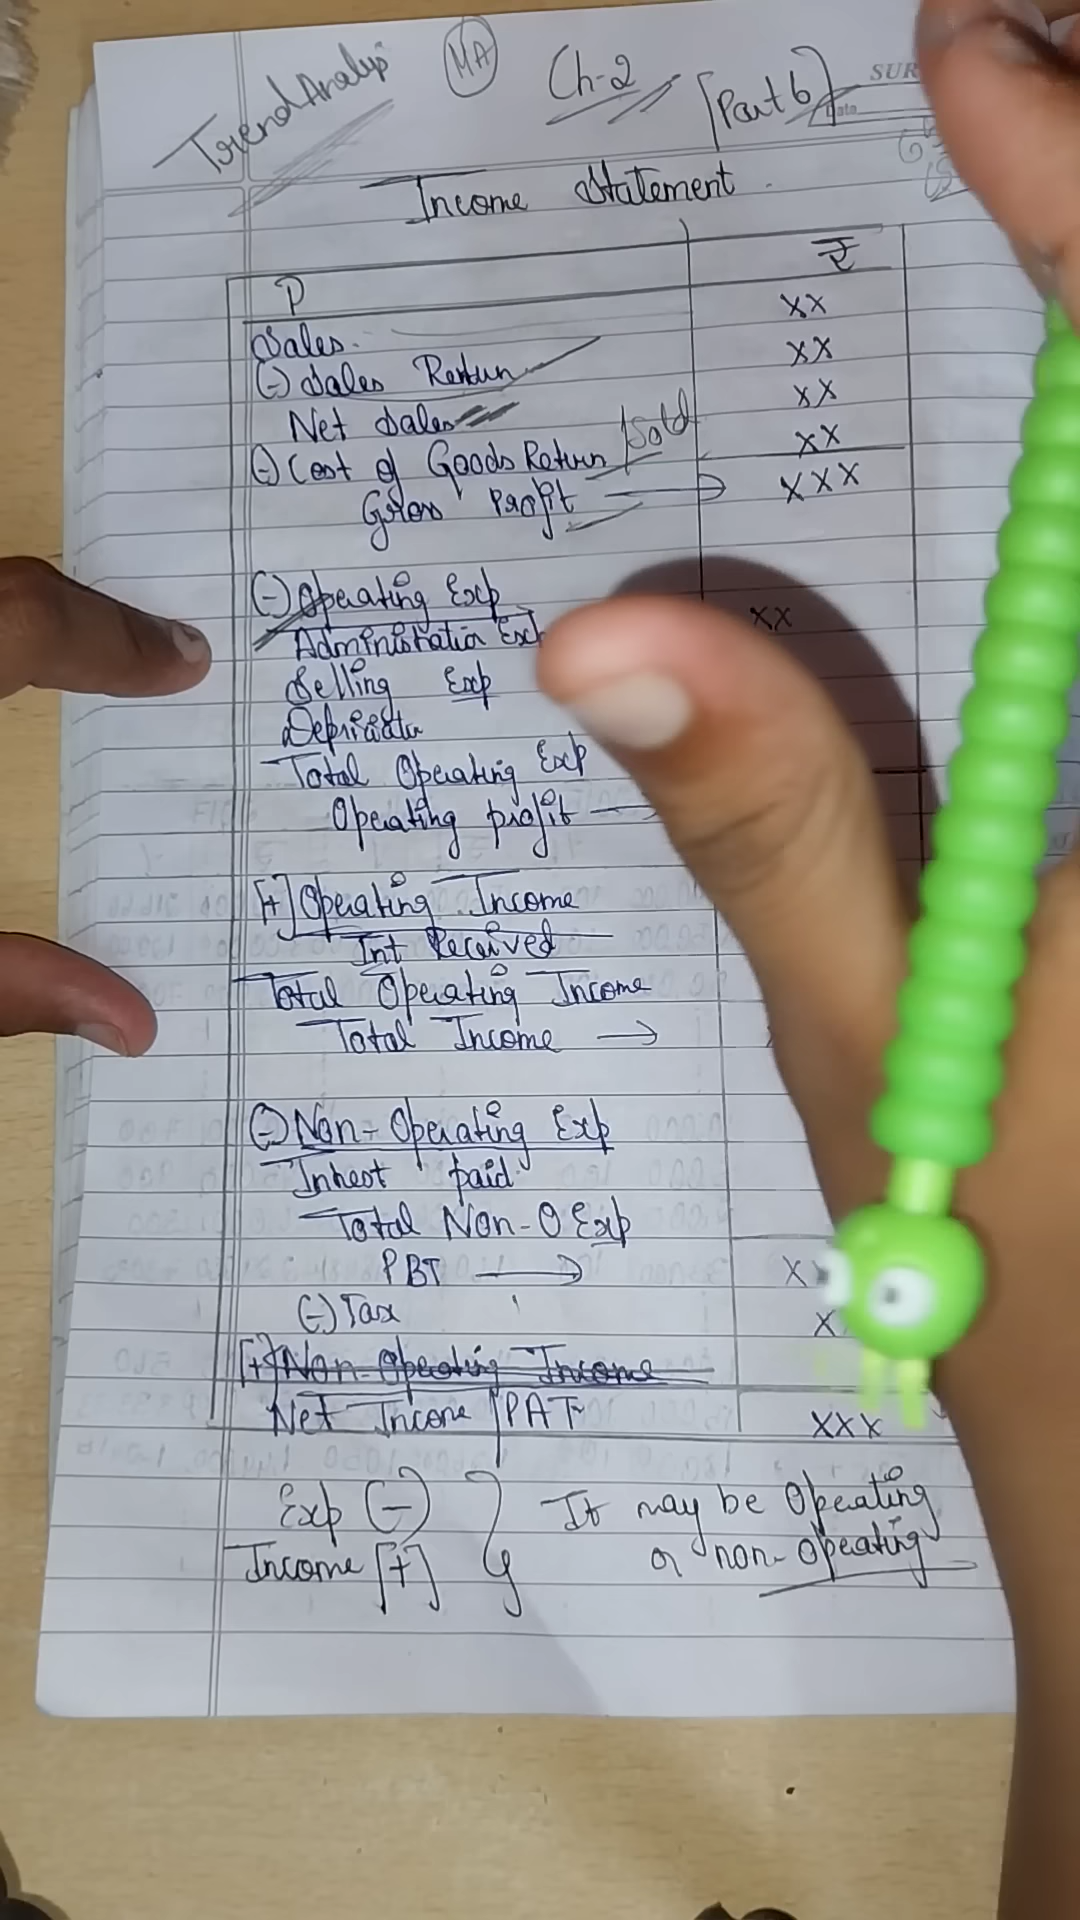 Trend Analysis
MA
Ch-2
[Part 6]
SUR
Income Statement
P ₹
Sales. xx
(-) Sales Return xx
Net Sales xx
(-) Cost of Goods Return / Sold xx
Gross Profit → xxx
(-) Operating Exp
Administration Exp xx
Selling Exp
Total Operating Exp
Operating profit →
[+] Operating Income
Int Received
Total Operating Income
Total Income →
(-) Non-Operating Exp
paid
Total Non-O Exp
PBT → x
(-) Tax x
[+] Non-Operating Income
Net Income / PAT xxx
Exp (-) } It may be Operating
Income [+] or non-operating